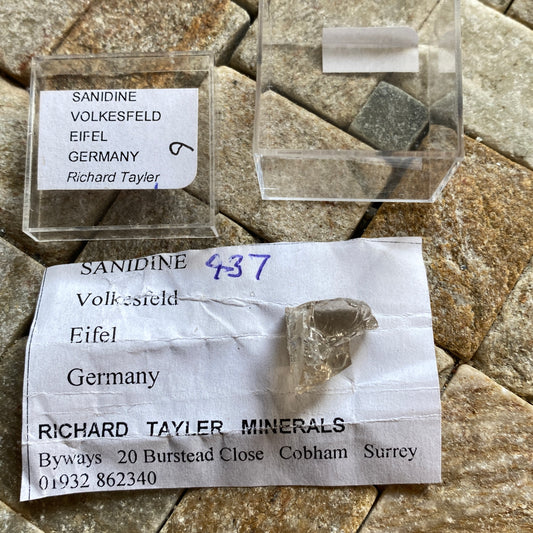 SANIDINE
VOLKESFELD
EIFEL
GERMANY 9
Richard Tayler
SANIDINE 437
Volkesfeld
Eifel
Germany
RICHARD TAYLER MINERALS
Byways 20 Burstead Close Cobham Surrey
01932 862340